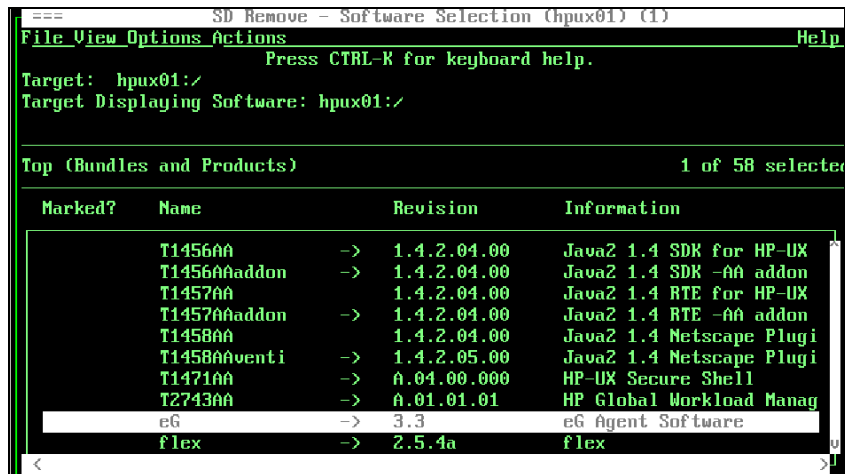 === SD Remove - Software Selection (hpux01) (1)
File View Options Actions Help
Press CTRL-K for keyboard help.
Target: hpux01:/
Target Displaying Software: hpux01:/
Top (Bundles and Products) 1 of 58 selected
Marked? Name Revision Information
T1456AA -> 1.4.2.04.00 Java2 1.4 SDK for HP-UX
T1456AAaddon -> 1.4.2.04.00 Java2 1.4 SDK -AA addon
T1457AA 1.4.2.04.00 Java2 1.4 RTE for HP-UX
T1457AAaddon -> 1.4.2.04.00 Java2 1.4 RTE -AA addon
T1458AA 1.4.2.04.00 Java2 1.4 Netscape Plugi
T1458AAventi -> 1.4.2.05.00 Java2 1.4 Netscape Plugi
T1471AA -> A.04.00.000 HP-UX Secure Shell
T2743AA -> A.01.01.01 HP Global Workload Manag
eG -> 3.3 eG Agent Software
flex -> 2.5.4a flex